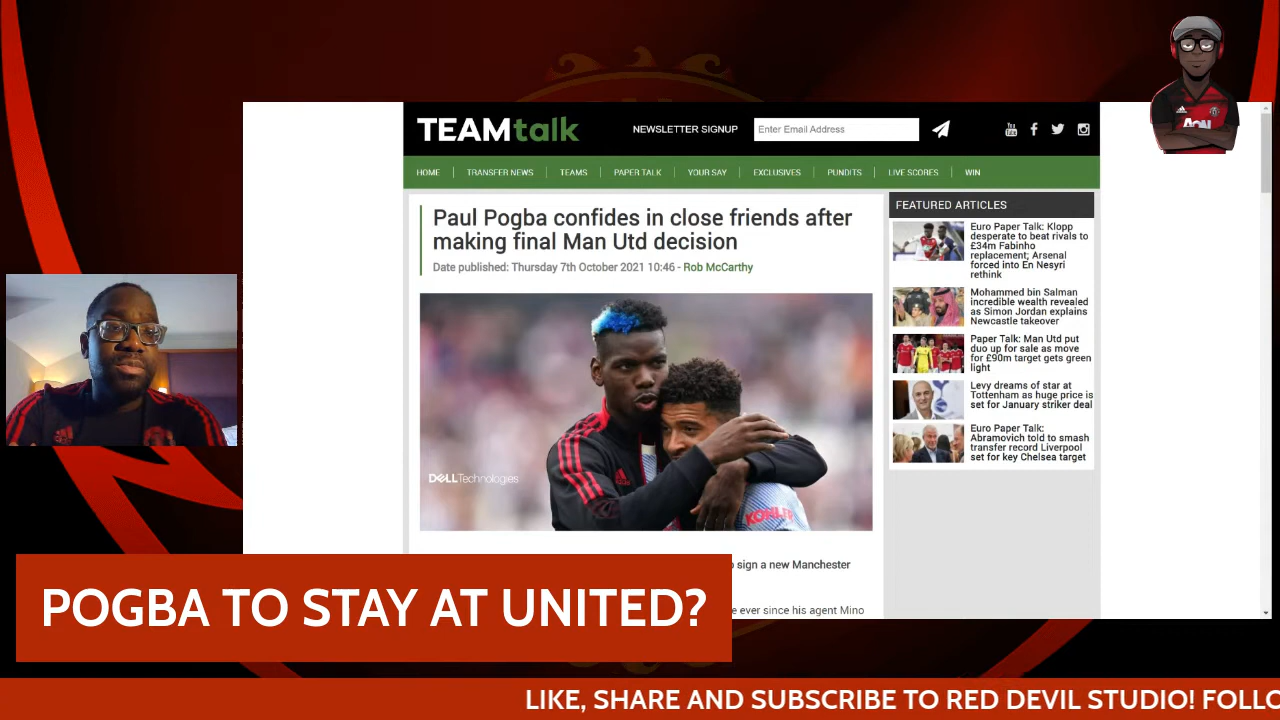 TEAMtalk
NEWSLETTER SIGNUP
Enter Email Address
You
HOME
TRANSFER NEWS
TEAMS
PAPER TALK
YOUR SAY
EXCLUSIVES
PUNDITS
LIVE SCORES
WIN
Paul Pogba confides in close friends after
making final Man Utd decision
Date published: Thursday 7th October 2021 10:46 - Rob McCarthy
DELLTechnologies
KOHLER
sign a new Manchester
ever since his agent Mino
FEATURED ARTICLES
Euro Paper Talk: Klopp
desperate to beat rivals to
£34m Fabinho
replacement; Arsenal
forced into En Nesyri
rethink
Mohammed bin Salman
incredible wealth revealed
as Simon Jordan explains
Newcastle takeover
Paper Talk: Man Utd put
duo up for sale as move
for £90m target gets green
light
Levy dreams of star at
Tottenham as huge price is
set for January striker deal
Euro Paper Talk:
Abramovich told to smash
transfer record Liverpool
set for key Chelsea target
AON
POGBA TO STAY AT UNITED?
LIKE, SHARE AND SUBSCRIBE TO RED DEVIL STUDIO! FOLLO